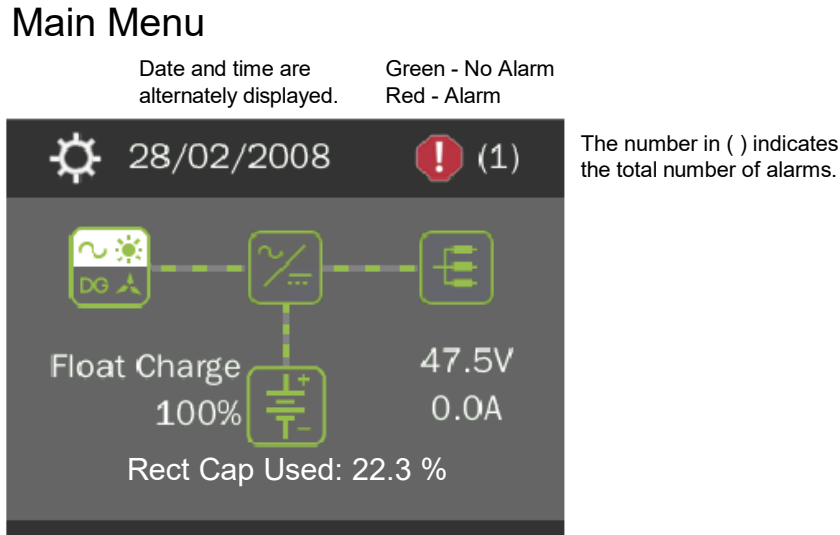 Main Menu
Date and time are
alternately displayed.
Green - No Alarm
Red - Alarm
28/02/2008
! (1)
The number in ( ) indicates
the total number of alarms.
DG
Float Charge
100%
47.5V
0.0A
+
−
Rect Cap Used: 22.3 %